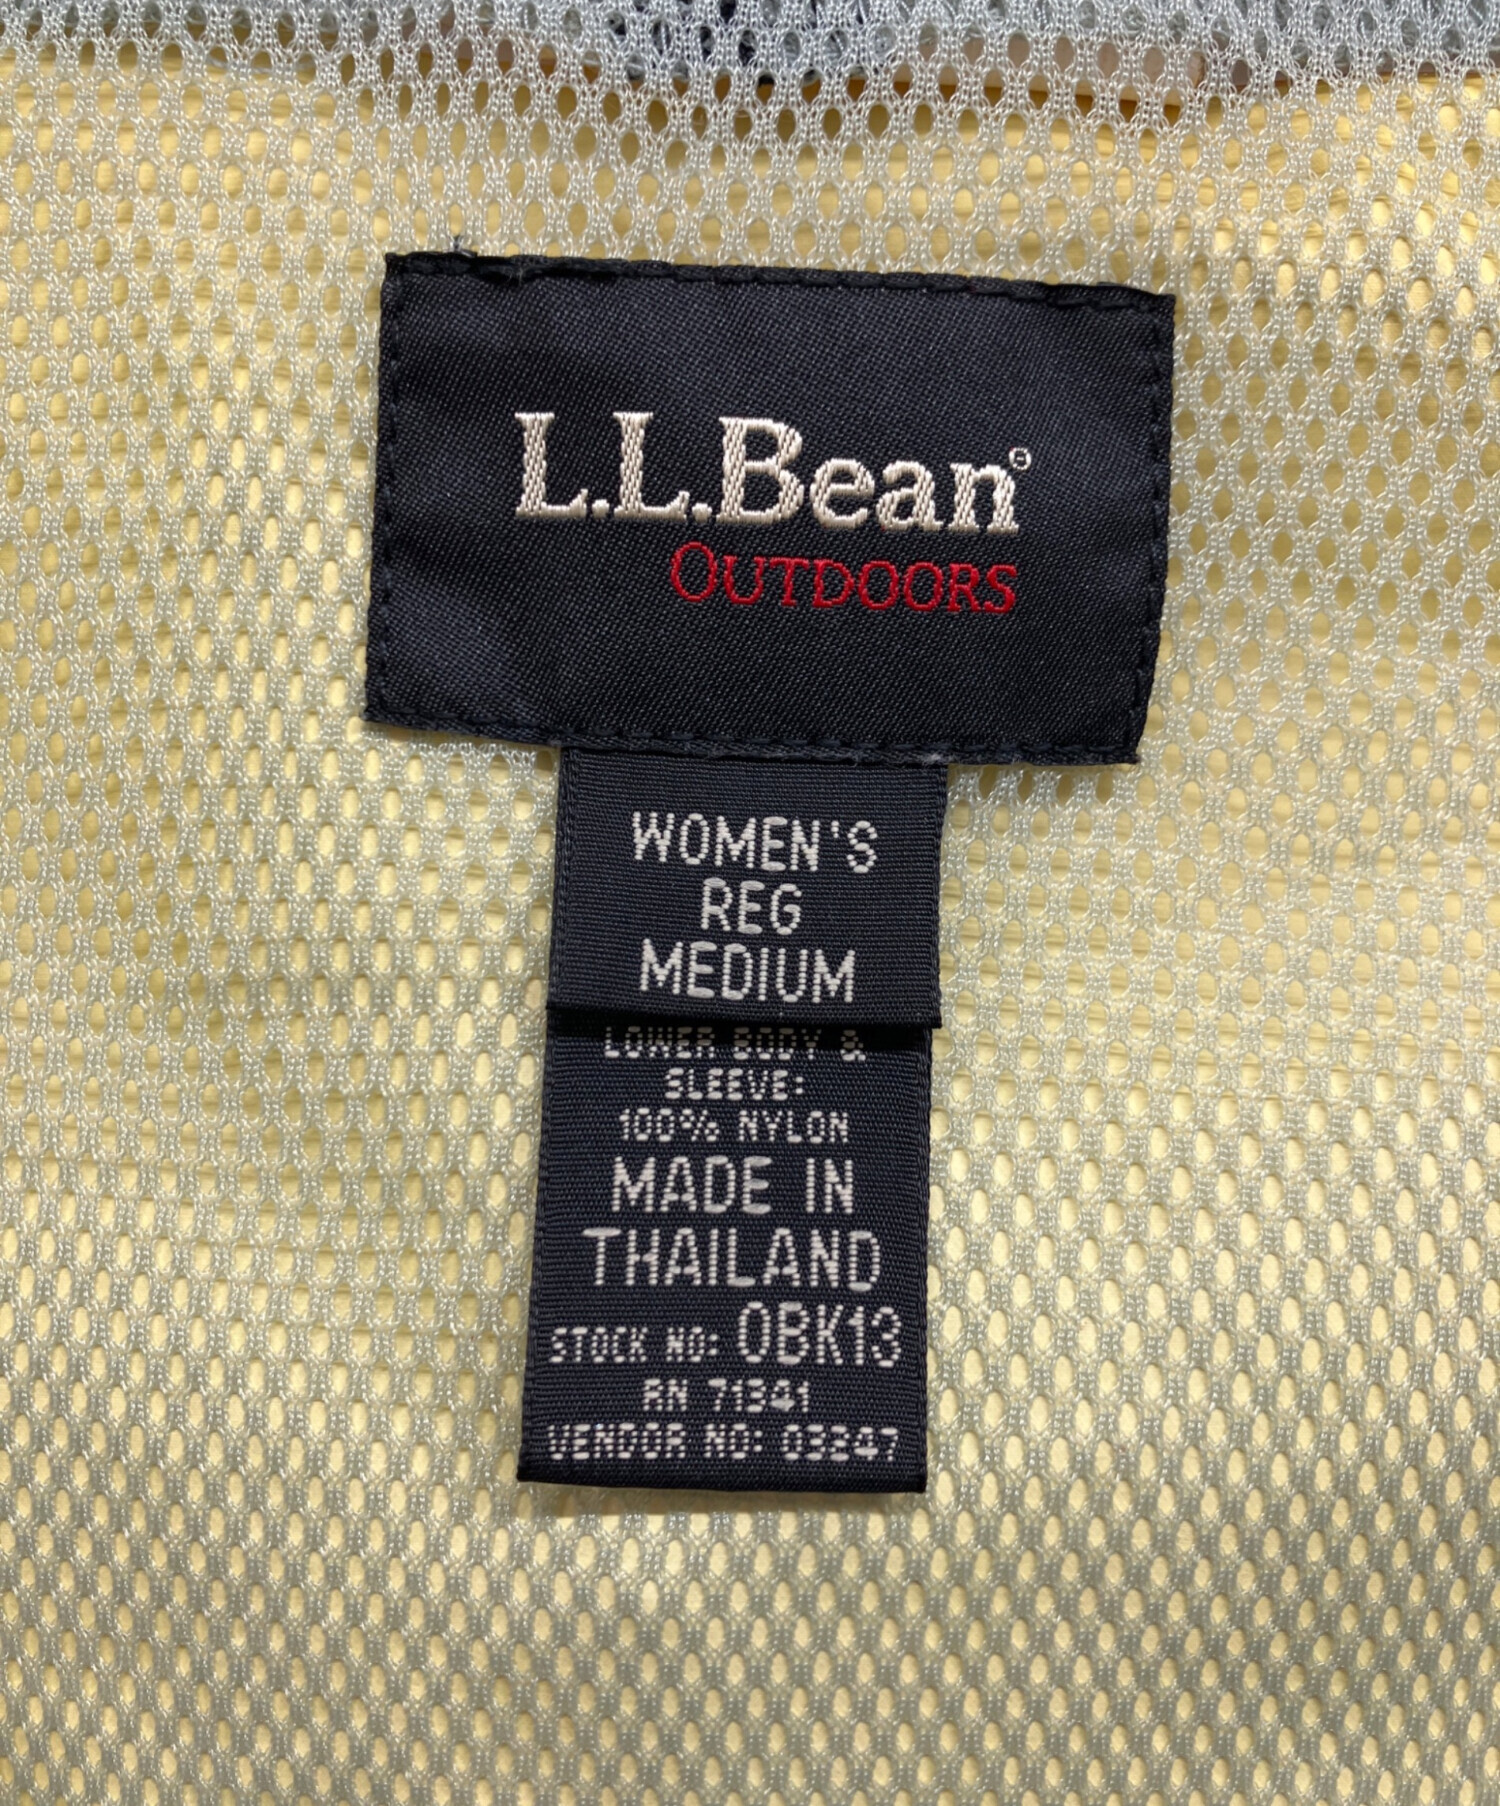 L.L.Bean®
OUTDOORS
WOMEN'S
REG
MEDIUM
LOWER BODY &
SLEEVE:
100% NYLON
MADE IN
THAILAND
STOCK NO: 0BK13
RN 71341
VENDOR NO: 03347